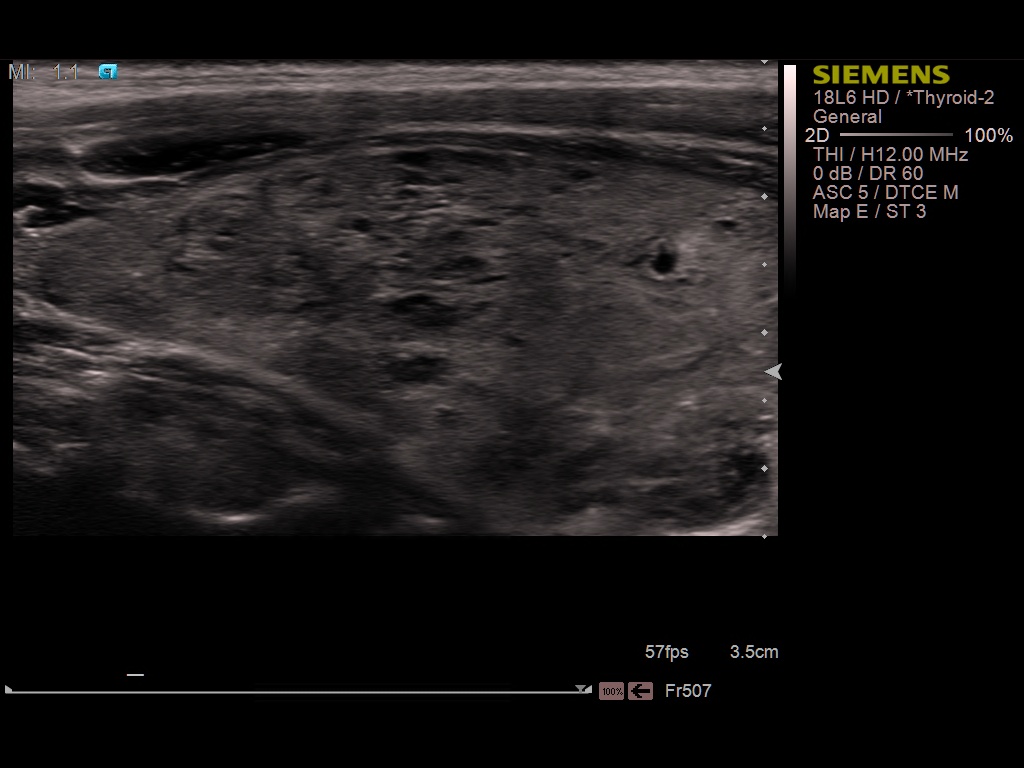 MI: 1.1
SIEMENS
18L6 HD / *Thyroid-2
General
2D 100%
THI / H12.00 MHz
0 dB / DR 60
ASC 5 / DTCE M
Map E / ST 3
57fps 3.5cm
100% Fr507